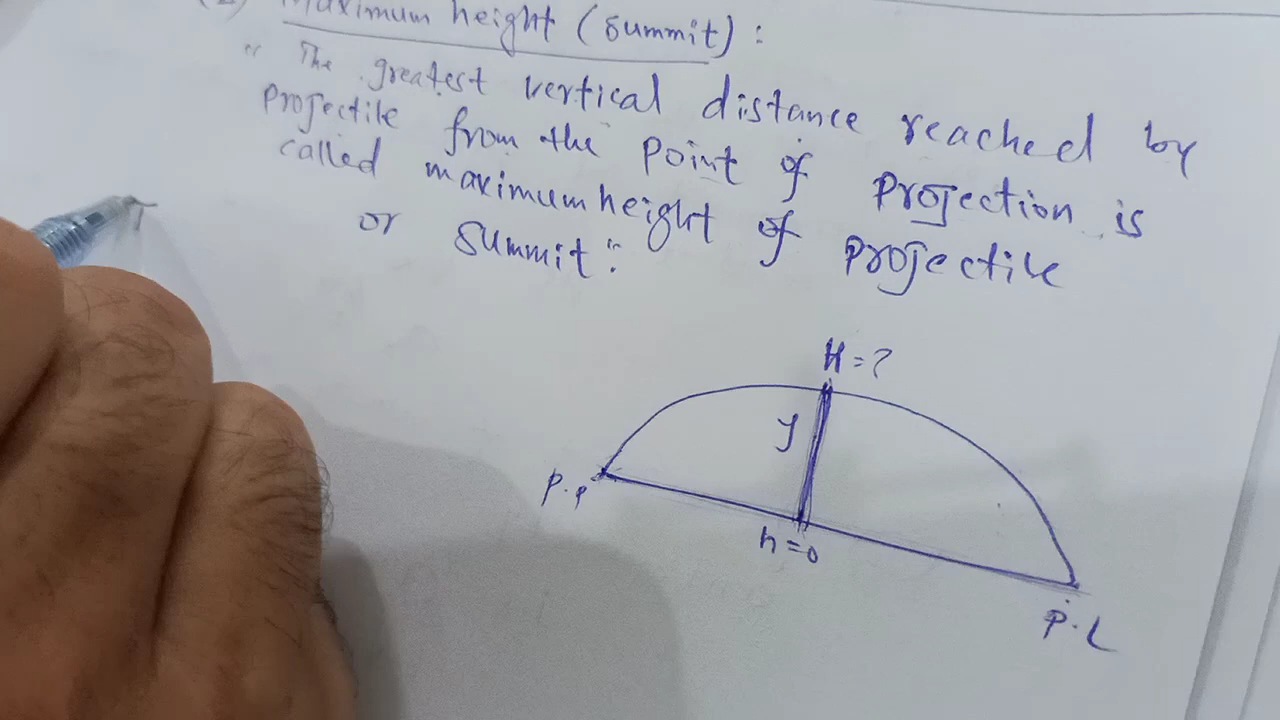 (2) Maximum height (summit) :
" The greatest vertical distance reached by
projectile from the point of projection is
called maximum height of projectile
or summit ".
H = ?
y
P.P
h = 0
P.L